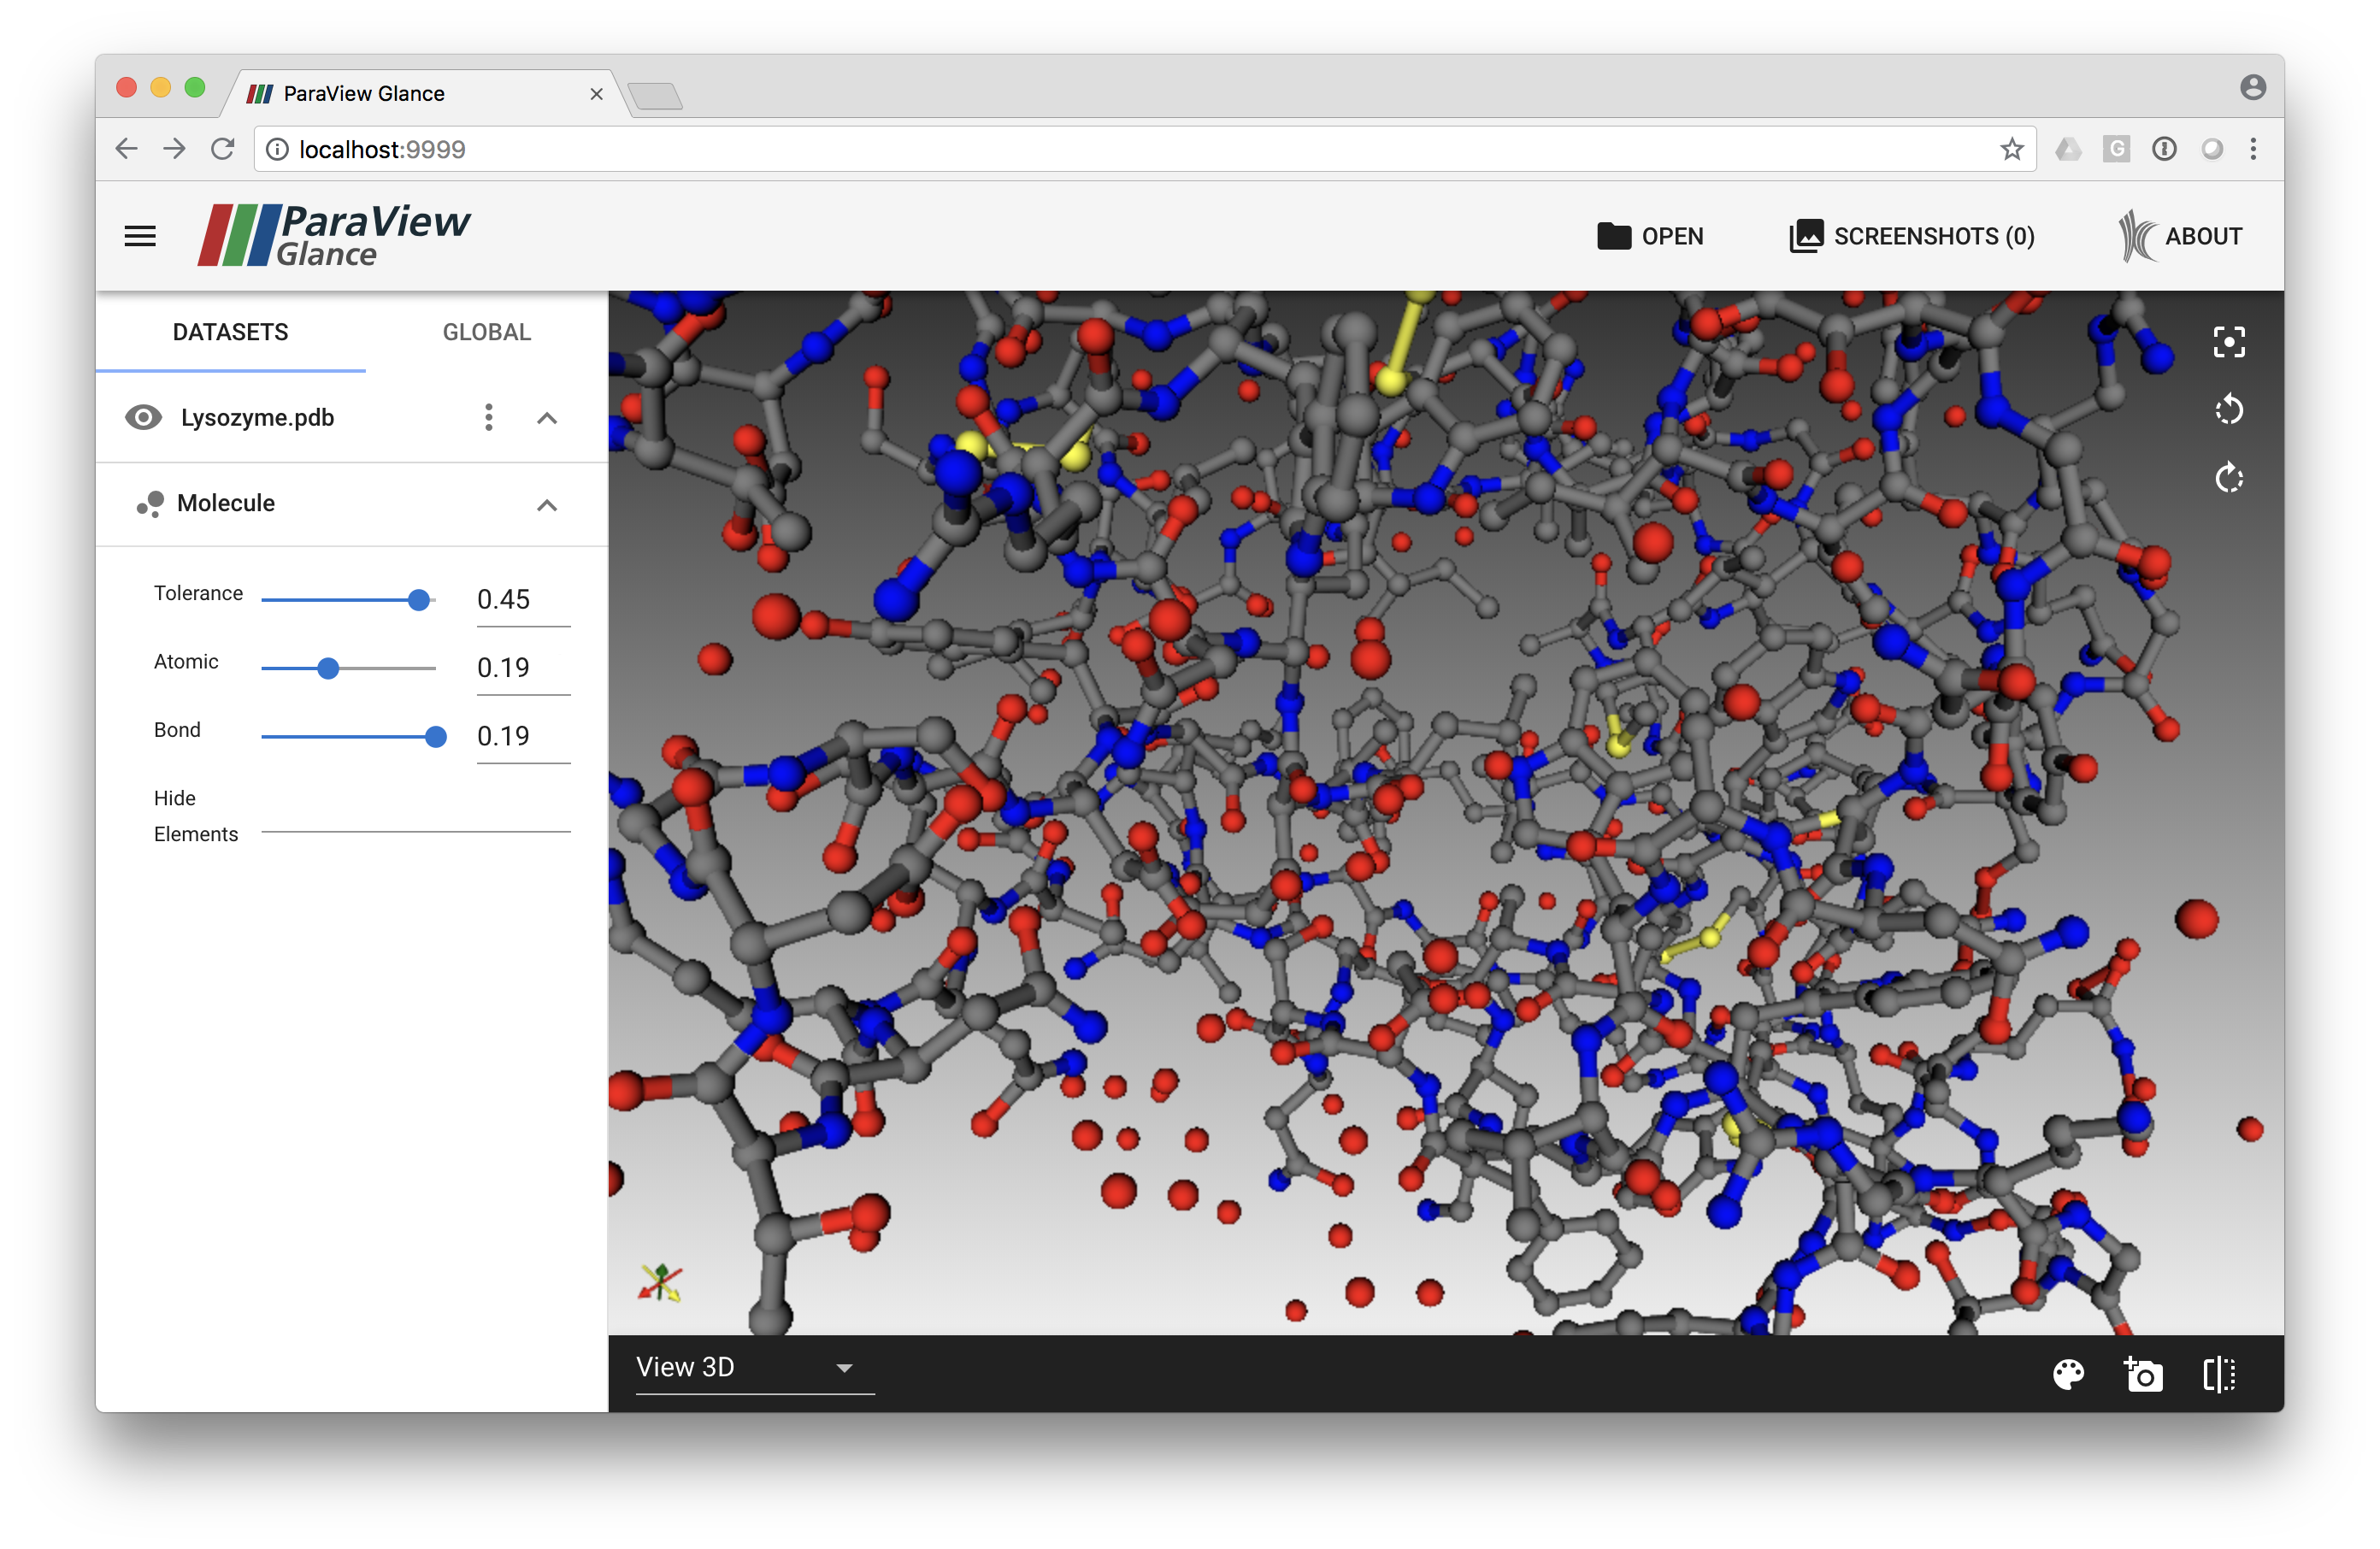 ParaView Glance
localhost:9999
ParaView
Glance
OPEN
SCREENSHOTS (0)
ABOUT
DATASETS
GLOBAL
Lysozyme.pdb
Molecule
Tolerance
0.45
Atomic
0.19
Bond
0.19
Hide
Elements
View 3D
G